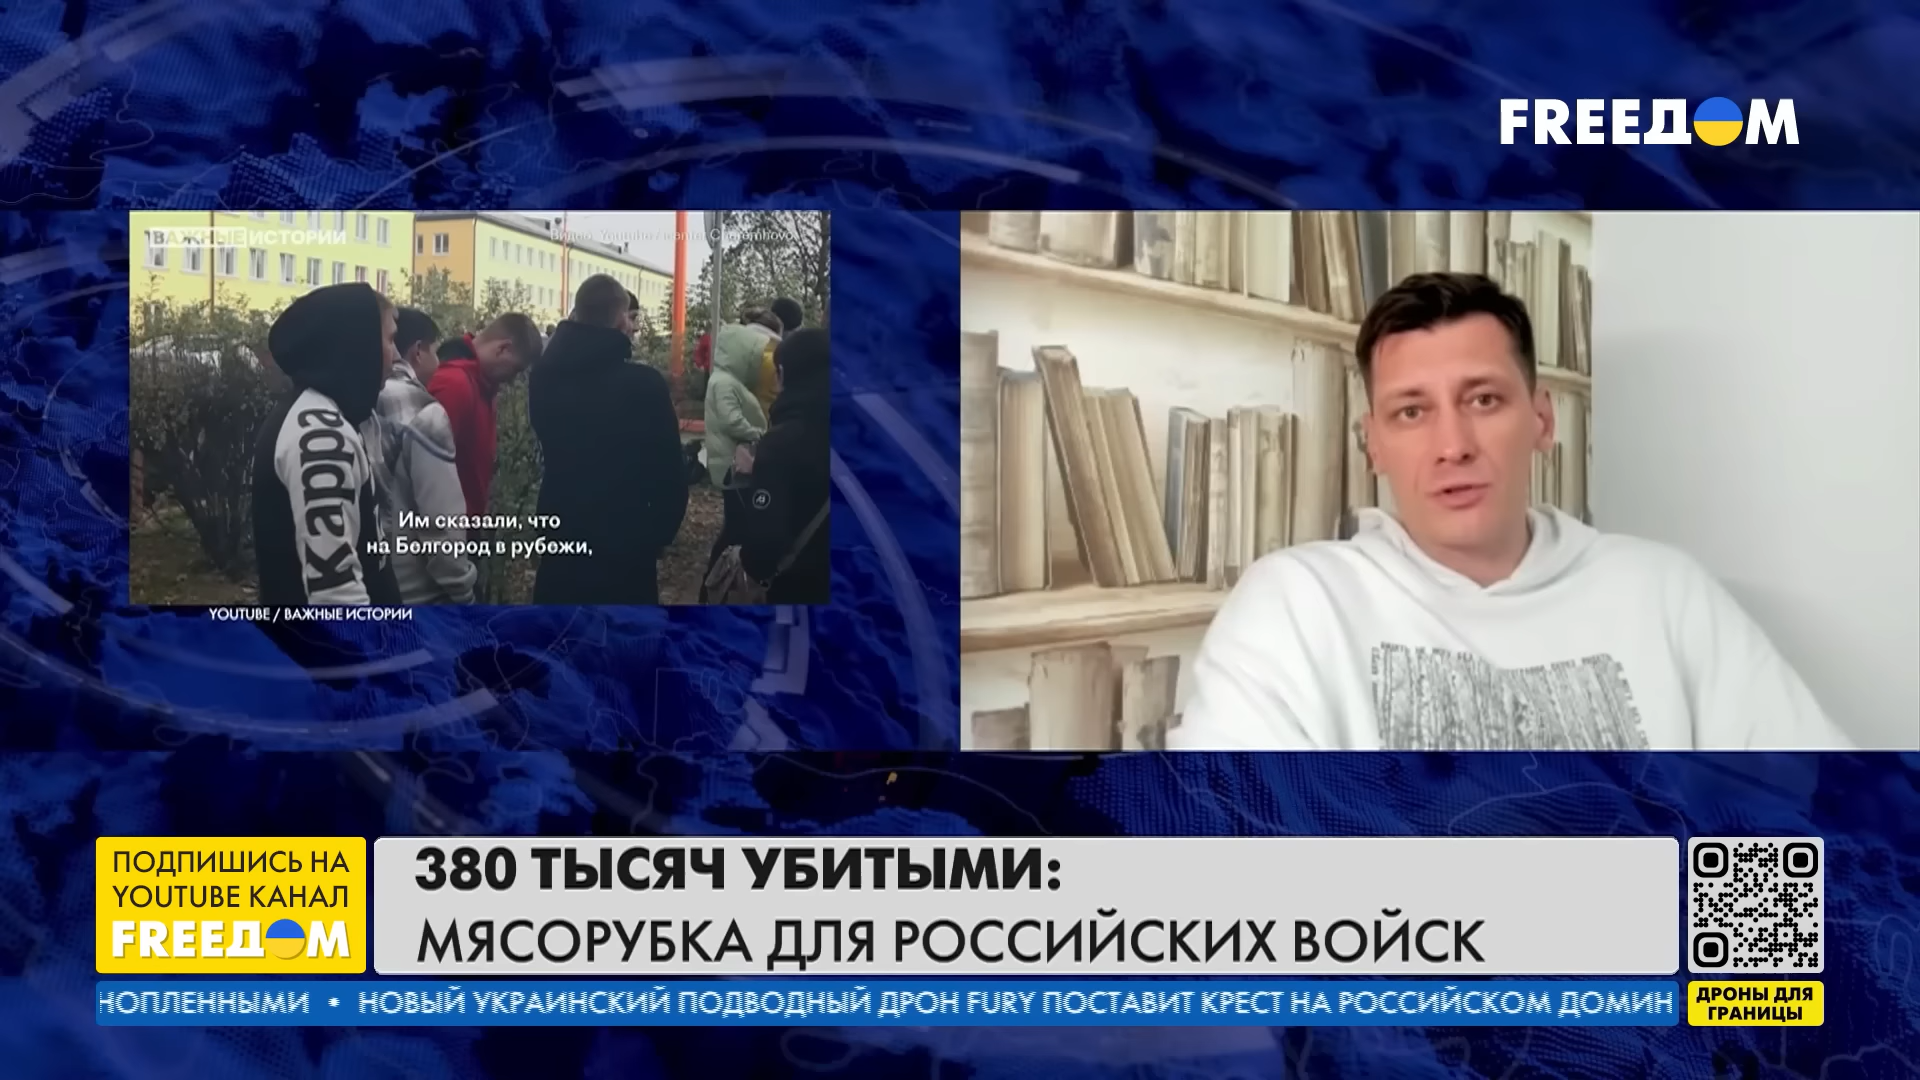 FREEДOM
ВАЖНЫЕ ИСТОРИИ
Видео: Youtube /
Kappa
Им сказали, что
на Белгород в рубежи,
YOUTUBE / ВАЖНЫЕ ИСТОРИИ
ПОДПИШИСЬ НА
YOUTUBE КАНАЛ
FREEДOM
380 ТЫСЯЧ УБИТЫМИ:
МЯСОРУБКА ДЛЯ РОССИЙСКИХ ВОЙСК
НОПЛЕННЫМИ • НОВЫЙ УКРАИНСКИЙ ПОДВОДНЫЙ ДРОН FURY ПОСТАВИТ КРЕСТ НА РОССИЙСКОМ ДОМИН
ДРОНЫ ДЛЯ
ГРАНИЦЫ